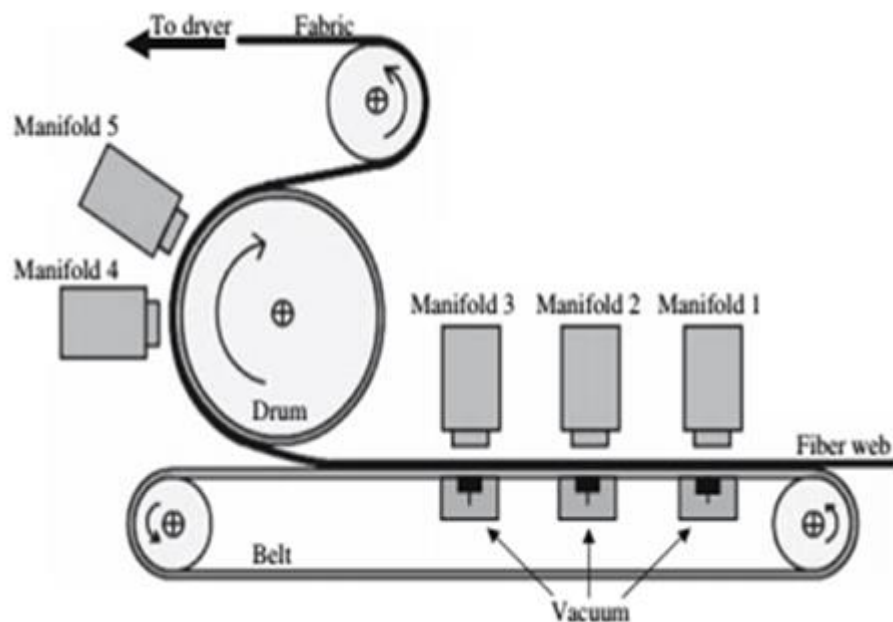 To dryer
Fabric
Manifold 5
Manifold 4
Manifold 3
Manifold 2
Manifold 1
Drum
Fiber web
Belt
Vacuum